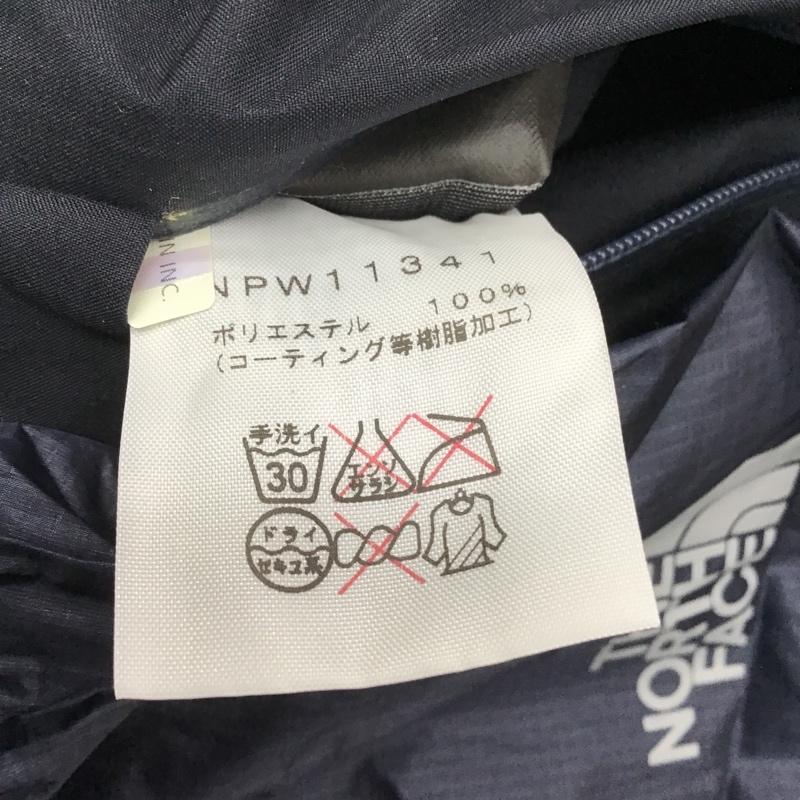 N INC.
NPW11341
100%
ポリエステル
(コーティング等樹脂加工)
手洗イ
30
エンソ
サラシ
ドライ
セキユ系
THE
NORTH
FACE